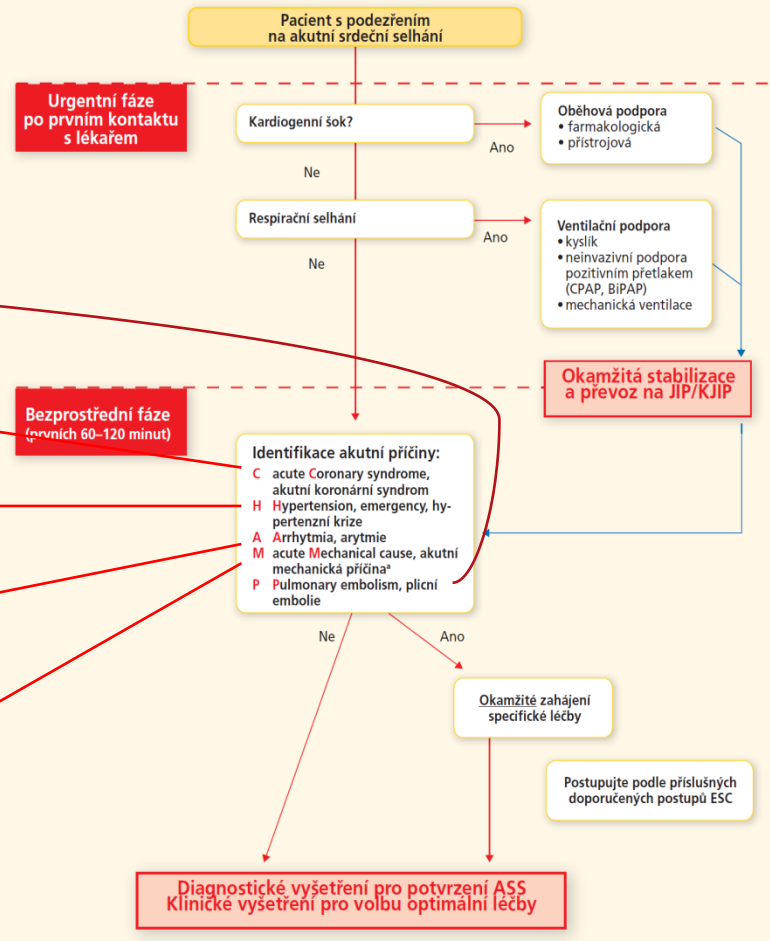 Pacient s podezřením
na akutní srdeční selhání
Urgentní fáze
po prvním kontaktu
s lékařem
Kardiogenní šok?
Ano
Oběhová podpora
• farmakologická
• přístrojová
Ne
Respirační selhání
Ano
Ventilační podpora
• kyslík
• neinvazivní podpora
pozitivním přetlakem
(CPAP, BiPAP)
• mechanická ventilace
Ne
Okamžitá stabilizace
a převoz na JIP/KJIP
Bezprostřední fáze
(prvních 60–120 minut)
Identifikace akutní příčiny:
C acute Coronary syndrome,
akutní koronární syndrom
H Hypertension, emergency, hy-
pertenzní krize
A Arrhytmia, arytmie
M acute Mechanical cause, akutní
mechanická příčinaª
P Pulmonary embolism, plicní
embolie
Ne
Ano
Okamžité zahájení
specifické léčby
Postupujte podle příslušných
doporučených postupů ESC
Diagnostické vyšetření pro potvrzení ASS
Klinické vyšetření pro volbu optimální léčby